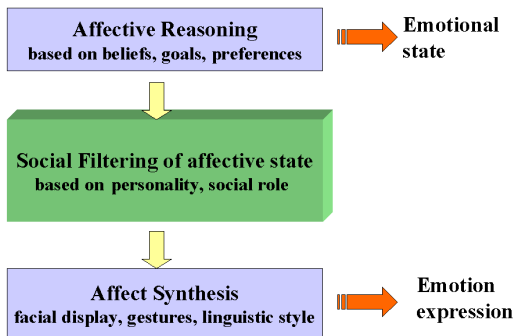 Affective Reasoning
based on beliefs, goals, preferences
Emotional
state
Social Filtering of affective state
based on personality, social role
Affect Synthesis
facial display, gestures, linguistic style
Emotion
expression